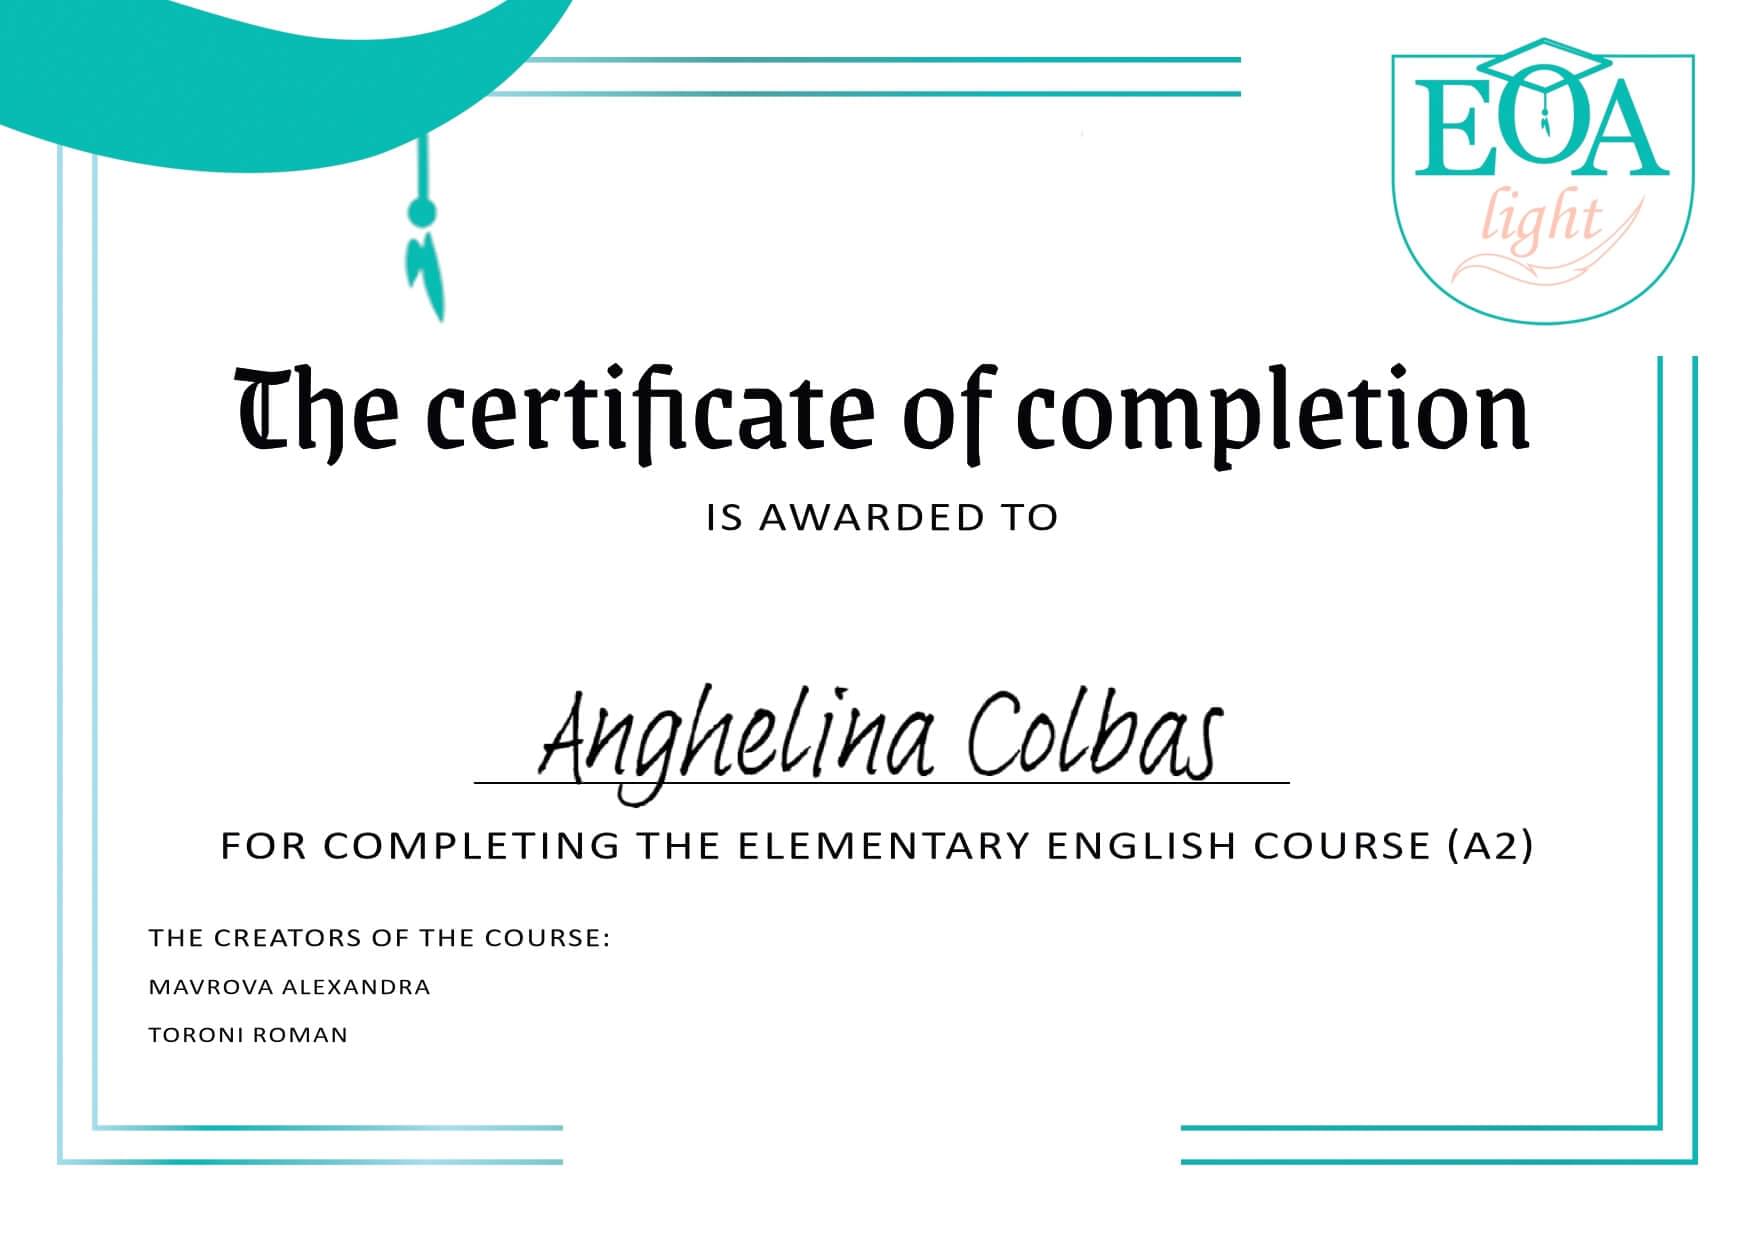 EOA
light
The certificate of completion
IS AWARDED TO
Anghelina Colbas
FOR COMPLETING THE ELEMENTARY ENGLISH COURSE (A2)
THE CREATORS OF THE COURSE:
MAVROVA ALEXANDRA
TORONI ROMAN